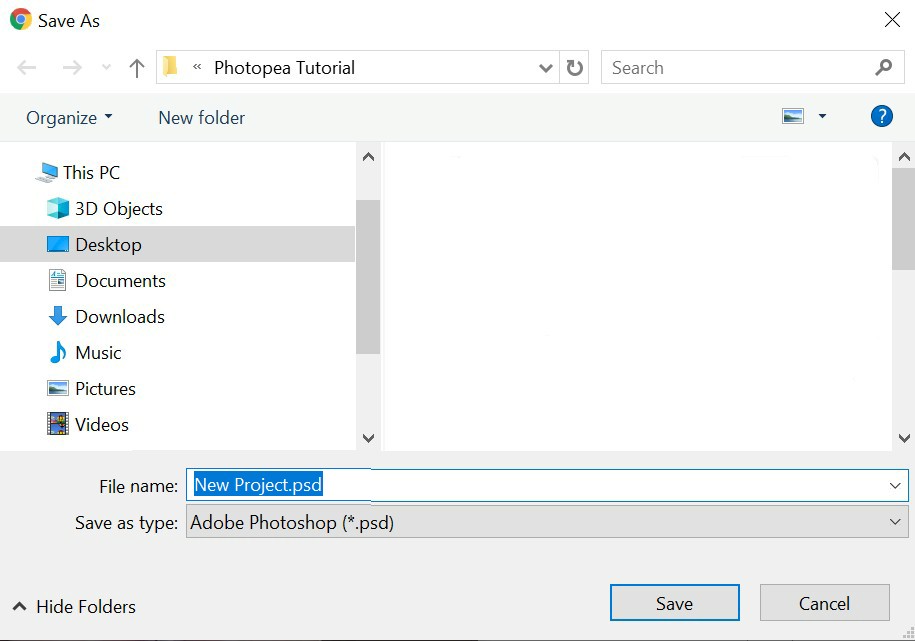 Save As
« Photopea Tutorial
Search
Organize
New folder
?
This PC
3D Objects
Desktop
Documents
Downloads
Music
Pictures
Videos
File name: New Project.psd
Save as type: Adobe Photoshop (*.psd)
Hide Folders
Save
Cancel